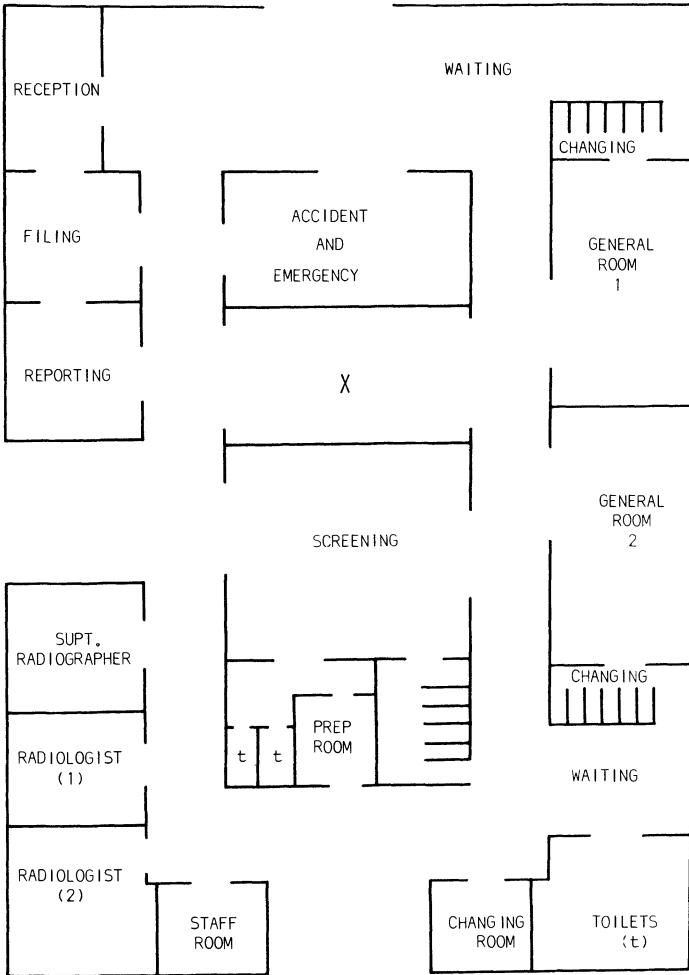 WAITING
RECEPTION
CHANGING
ACCIDENT
AND
EMERGENCY
FILING
GENERAL
ROOM
1
REPORTING
X
GENERAL
ROOM
2
SCREENING
SUPT.
RADIOGRAPHER
CHANGING
PREP
ROOM
t
t
RADIOLOGIST
(1)
WAITING
RADIOLOGIST
(2)
STAFF
ROOM
CHANGING
ROOM
TOILETS
(t)